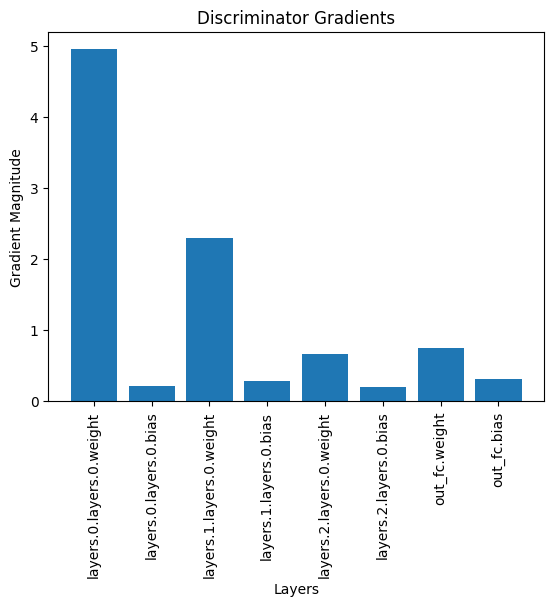 Discriminator Gradients
Gradient Magnitude
5
4
3
2
1
0
layers.0.layers.0.weight
layers.0.layers.0.bias
layers.1.layers.0.weight
layers.1.layers.0.bias
layers.2.layers.0.weight
layers.2.layers.0.bias
out_fc.weight
out_fc.bias
Layers